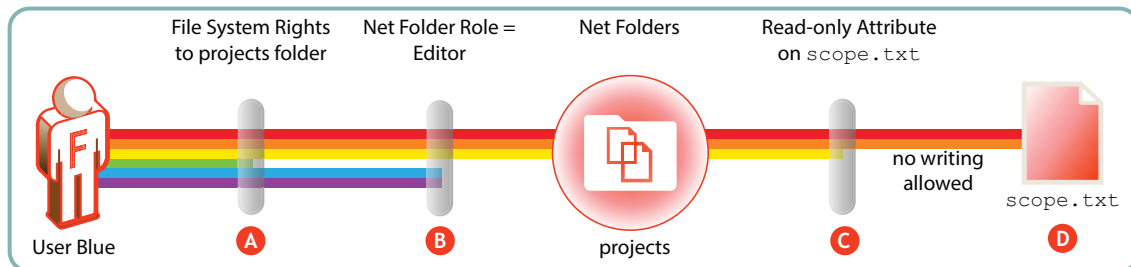 File System Rights
to projects folder
Net Folder Role =
Editor
Net Folders
Read-only Attribute
on scope.txt
F
no writing
allowed
scope.txt
User Blue
A
B
projects
C
D